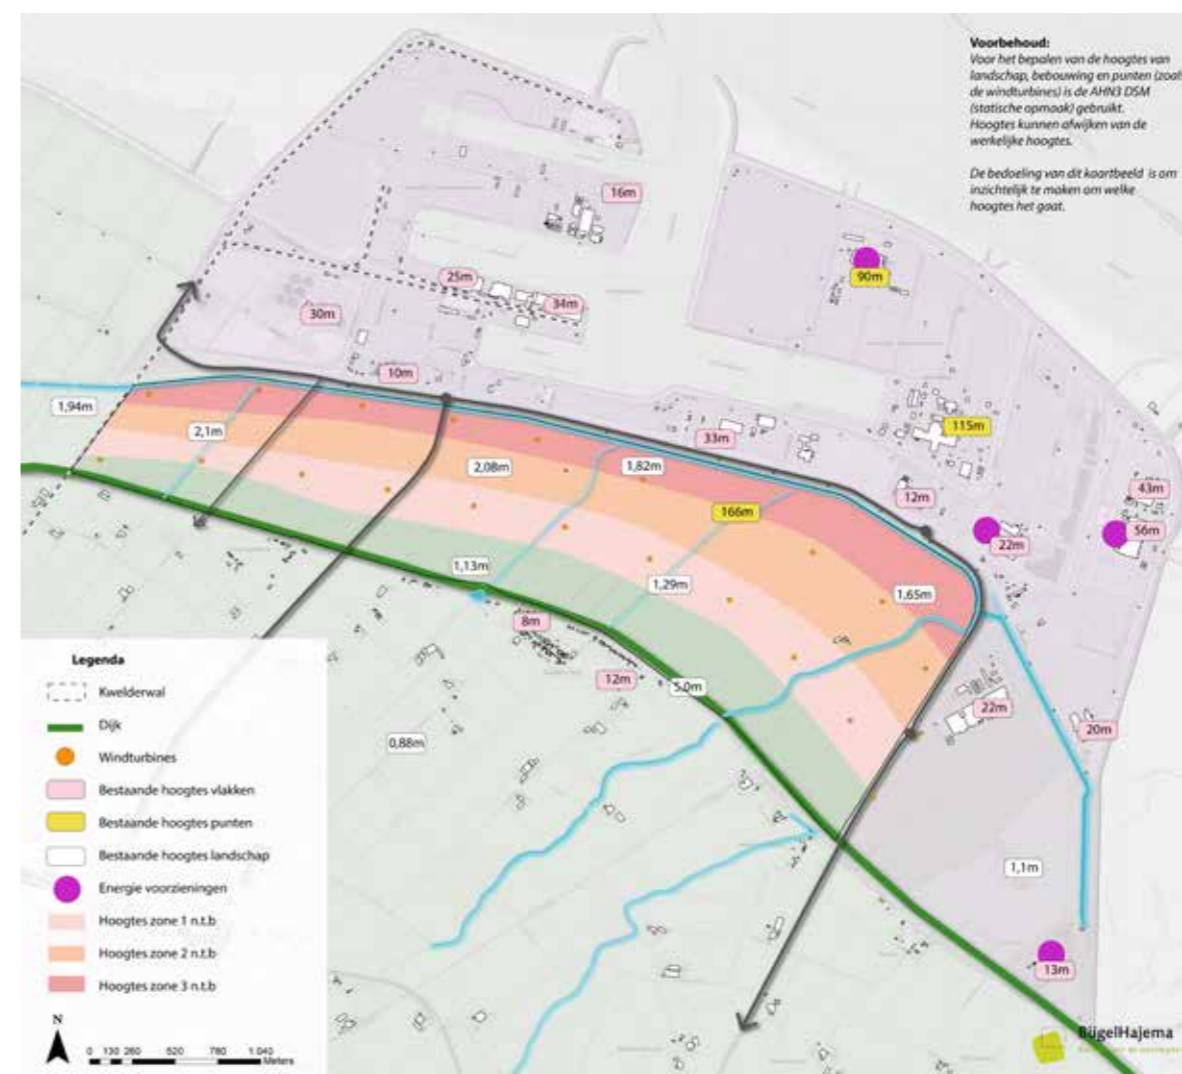 Voorbehoud:
Voor het bepalen van de hoogtes van
landschap, bebouwing en punten (zoals
de windturbines) is de AHN3 DSM
(statische opmaak) gebruikt.
Hoogtes kunnen afwijken van de
werkelijke hoogtes.
De bedoeling van dit kaartbeeld is om
inzichtelijk te maken om welke
hoogtes het gaat.
16m
90m
25m
34m
30m
10m
1,94m
2,1m
33m
115m
2,08m
1,82m
12m
43m
166m
56m
22m
1,13m
1,29m
1,65m
8m
12m
5.0m
22m
20m
0,88m
1,1m
13m
Legenda
Kwelderwal
Dijk
Windturbines
Bestaande hoogtes vlakken
Bestaande hoogtes punten
Bestaande hoogtes landschap
Energie voorzieningen
Hoogtes zone 1 n.t.b
Hoogtes zone 2 n.t.b
Hoogtes zone 3 n.t.b
N
0 130 260 520 780 1.040
Meters
BügelHajema